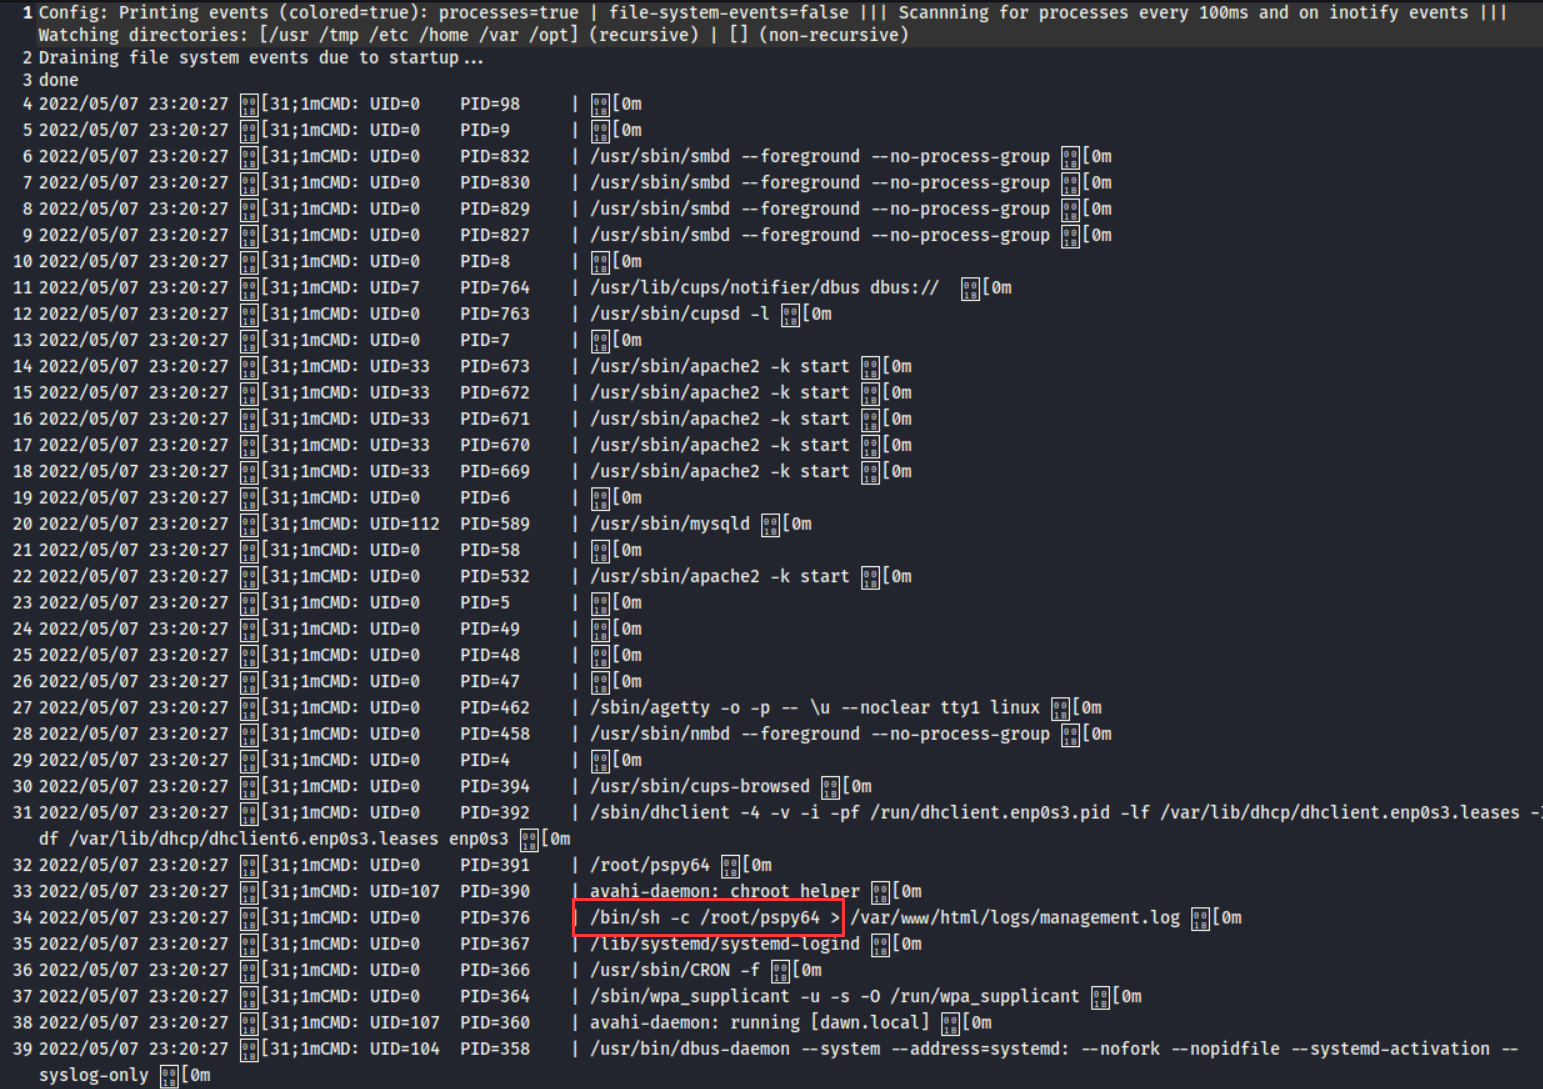 1 Config: Printing events (colored=true): processes=true | file-system-events=false ||| Scannning for processes every 100ms and on inotify events |||
Watching directories: [/usr /tmp /etc /home /var /opt] (recursive) | [] (non-recursive)
2 Draining file system events due to startup...
3 done
4 2022/05/07 23:20:27 [31;1mCMD: UID=0    PID=98     | [0m
5 2022/05/07 23:20:27 [31;1mCMD: UID=0    PID=9      | [0m
6 2022/05/07 23:20:27 [31;1mCMD: UID=0    PID=832    | /usr/sbin/smbd --foreground --no-process-group [0m
7 2022/05/07 23:20:27 [31;1mCMD: UID=0    PID=830    | /usr/sbin/smbd --foreground --no-process-group [0m
8 2022/05/07 23:20:27 [31;1mCMD: UID=0    PID=829    | /usr/sbin/smbd --foreground --no-process-group [0m
9 2022/05/07 23:20:27 [31;1mCMD: UID=0    PID=827    | /usr/sbin/smbd --foreground --no-process-group [0m
10 2022/05/07 23:20:27 [31;1mCMD: UID=0    PID=8      | [0m
11 2022/05/07 23:20:27 [31;1mCMD: UID=7    PID=764    | /usr/lib/cups/notifier/dbus dbus://  [0m
12 2022/05/07 23:20:27 [31;1mCMD: UID=0    PID=763    | /usr/sbin/cupsd -l [0m
13 2022/05/07 23:20:27 [31;1mCMD: UID=0    PID=7      | [0m
14 2022/05/07 23:20:27 [31;1mCMD: UID=33   PID=673    | /usr/sbin/apache2 -k start [0m
15 2022/05/07 23:20:27 [31;1mCMD: UID=33   PID=672    | /usr/sbin/apache2 -k start [0m
16 2022/05/07 23:20:27 [31;1mCMD: UID=33   PID=671    | /usr/sbin/apache2 -k start [0m
17 2022/05/07 23:20:27 [31;1mCMD: UID=33   PID=670    | /usr/sbin/apache2 -k start [0m
18 2022/05/07 23:20:27 [31;1mCMD: UID=33   PID=669    | /usr/sbin/apache2 -k start [0m
19 2022/05/07 23:20:27 [31;1mCMD: UID=0    PID=6      | [0m
20 2022/05/07 23:20:27 [31;1mCMD: UID=112  PID=589    | /usr/sbin/mysqld [0m
21 2022/05/07 23:20:27 [31;1mCMD: UID=0    PID=58     | [0m
22 2022/05/07 23:20:27 [31;1mCMD: UID=0    PID=532    | /usr/sbin/apache2 -k start [0m
23 2022/05/07 23:20:27 [31;1mCMD: UID=0    PID=5      | [0m
24 2022/05/07 23:20:27 [31;1mCMD: UID=0    PID=49     | [0m
25 2022/05/07 23:20:27 [31;1mCMD: UID=0    PID=48     | [0m
26 2022/05/07 23:20:27 [31;1mCMD: UID=0    PID=47     | [0m
27 2022/05/07 23:20:27 [31;1mCMD: UID=0    PID=462    | /sbin/agetty -o -p -- \u --noclear tty1 linux [0m
28 2022/05/07 23:20:27 [31;1mCMD: UID=0    PID=458    | /usr/sbin/nmbd --foreground --no-process-group [0m
29 2022/05/07 23:20:27 [31;1mCMD: UID=0    PID=4      | [0m
30 2022/05/07 23:20:27 [31;1mCMD: UID=0    PID=394    | /usr/sbin/cups-browsed [0m
31 2022/05/07 23:20:27 [31;1mCMD: UID=0    PID=392    | /sbin/dhclient -4 -v -i -pf /run/dhclient.enp0s3.pid -lf /var/lib/dhcp/dhclient.enp0s3.leases
df /var/lib/dhcp/dhclient6.enp0s3.leases enp0s3 [0m
32 2022/05/07 23:20:27 [31;1mCMD: UID=0    PID=391    | /root/pspy64 [0m
33 2022/05/07 23:20:27 [31;1mCMD: UID=107  PID=390    | avahi-daemon: chroot helper [0m
34 2022/05/07 23:20:27 [31;1mCMD: UID=0    PID=376    | /bin/sh -c /root/pspy64 > /var/www/html/logs/management.log [0m
35 2022/05/07 23:20:27 [31;1mCMD: UID=0    PID=367    | /lib/systemd/systemd-logind [0m
36 2022/05/07 23:20:27 [31;1mCMD: UID=0    PID=366    | /usr/sbin/CRON -f [0m
37 2022/05/07 23:20:27 [31;1mCMD: UID=0    PID=364    | /sbin/wpa_supplicant -u -s -O /run/wpa_supplicant [0m
38 2022/05/07 23:20:27 [31;1mCMD: UID=107  PID=360    | avahi-daemon: running [dawn.local] [0m
39 2022/05/07 23:20:27 [31;1mCMD: UID=104  PID=358    | /usr/bin/dbus-daemon --system --address=systemd: --nofork --nopidfile --systemd-activation --
syslog-only [0m